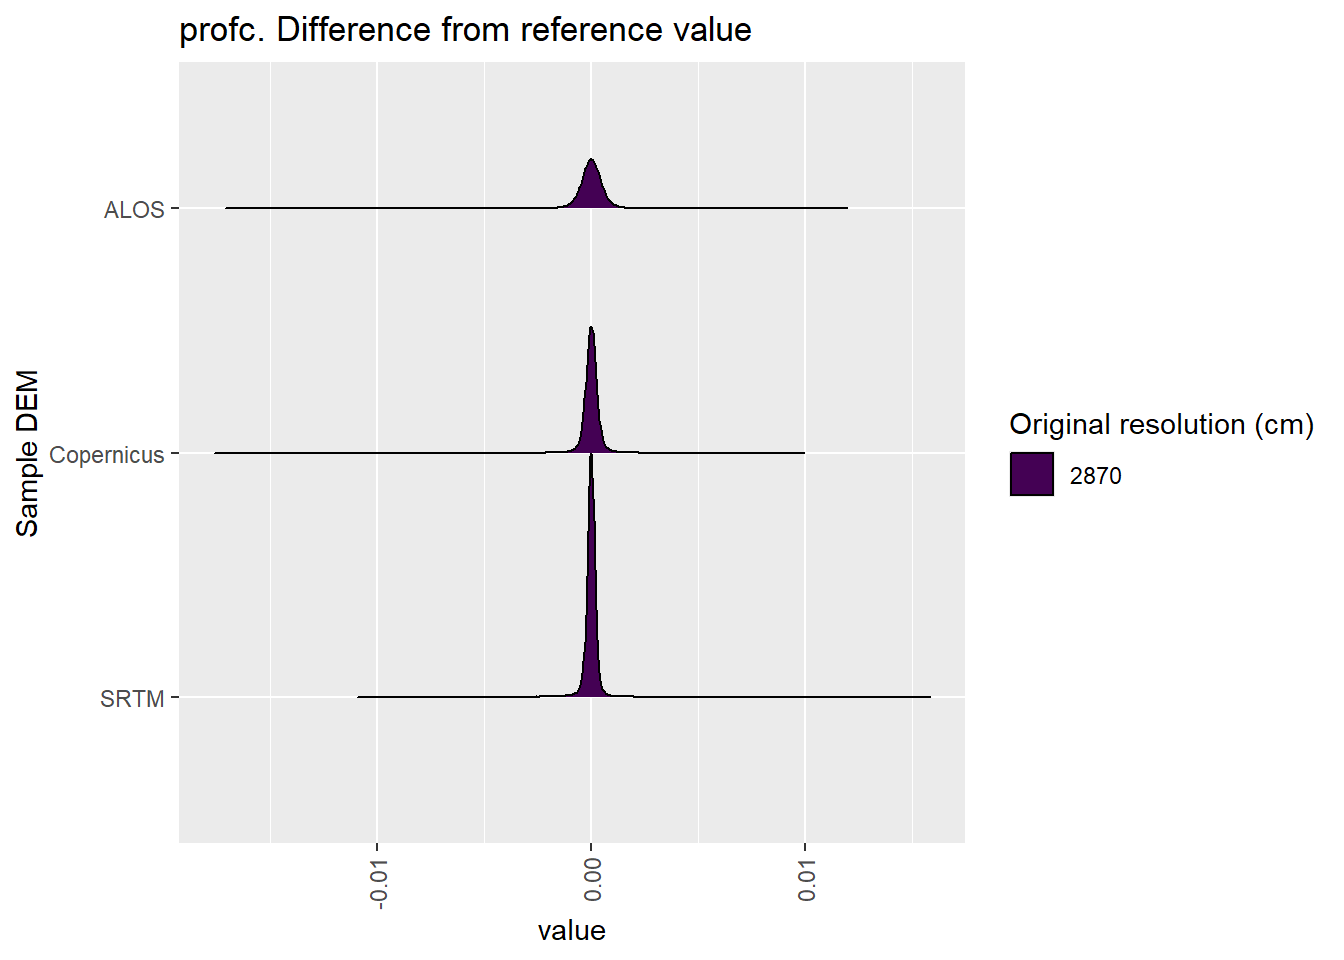 profc. Difference from reference value
ALOS
Copernicus
SRTM
Sample DEM
-0.01
0.00
0.01
value
Original resolution (cm)
2870